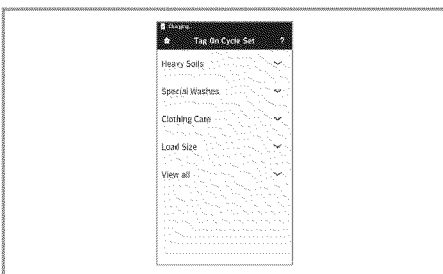 Charging
Tag On Cycle Set ?
Heavy Soils
Special Washes
Clothing Care
Load Size
View all